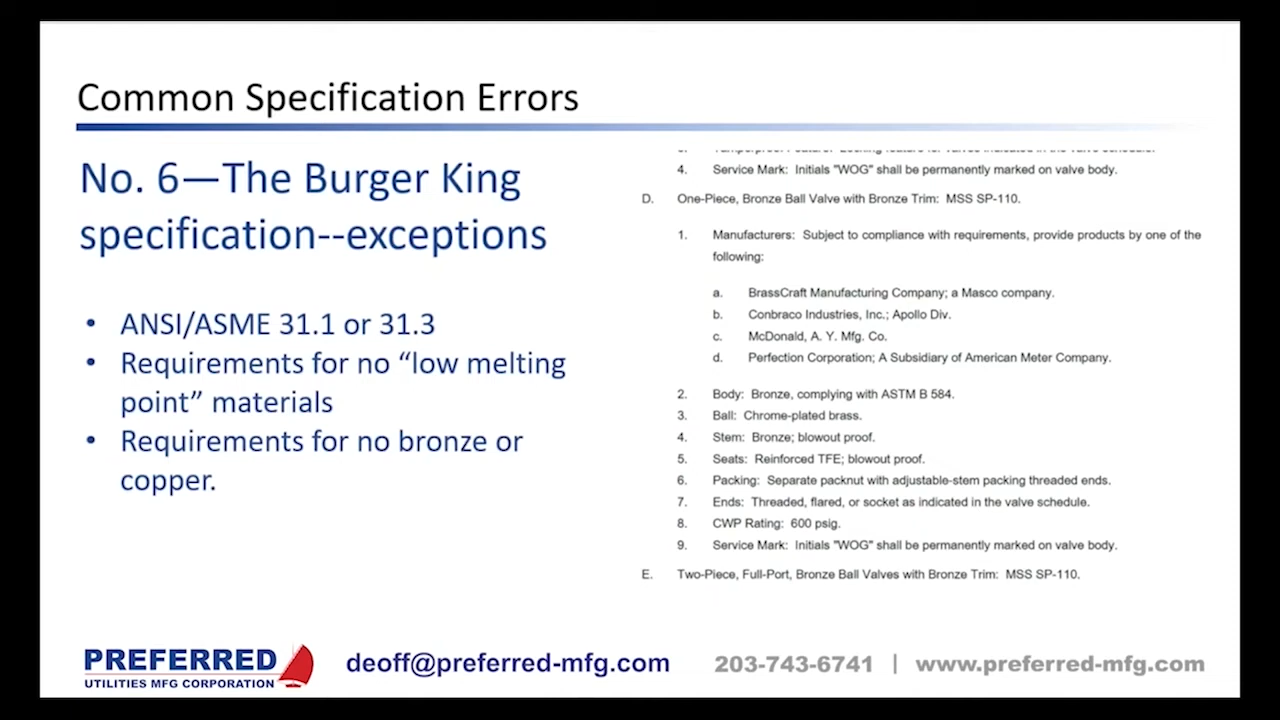 Common Specification Errors
No. 6—The Burger King
specification--exceptions
• ANSI/ASME 31.1 or 31.3
• Requirements for no “low melting
point” materials
• Requirements for no bronze or
copper.
4. Service Mark: Initials "WOG" shall be permanently marked on valve body.
D. One-Piece, Bronze Ball Valve with Bronze Trim: MSS SP-110.
1. Manufacturers: Subject to compliance with requirements, provide products by one of the
following:
a. BrassCraft Manufacturing Company; a Masco company.
b. Conbraco Industries, Inc.; Apollo Div.
c. McDonald, A. Y. Mfg. Co.
d. Perfection Corporation; A Subsidiary of American Meter Company.
2. Body: Bronze, complying with ASTM B 584.
3. Ball: Chrome-plated brass.
4. Stem: Bronze; blowout proof.
5. Seats: Reinforced TFE; blowout proof.
6. Packing: Separate packnut with adjustable-stem packing threaded ends.
7. Ends: Threaded, flared, or socket as indicated in the valve schedule.
8. CWP Rating: 600 psig.
9. Service Mark: Initials "WOG" shall be permanently marked on valve body.
E. Two-Piece, Full-Port, Bronze Ball Valves with Bronze Trim: MSS SP-110.
PREFERRED
UTILITIES MFG CORPORATION
deoff@preferred-mfg.com
203-743-6741 | www.preferred-mfg.com